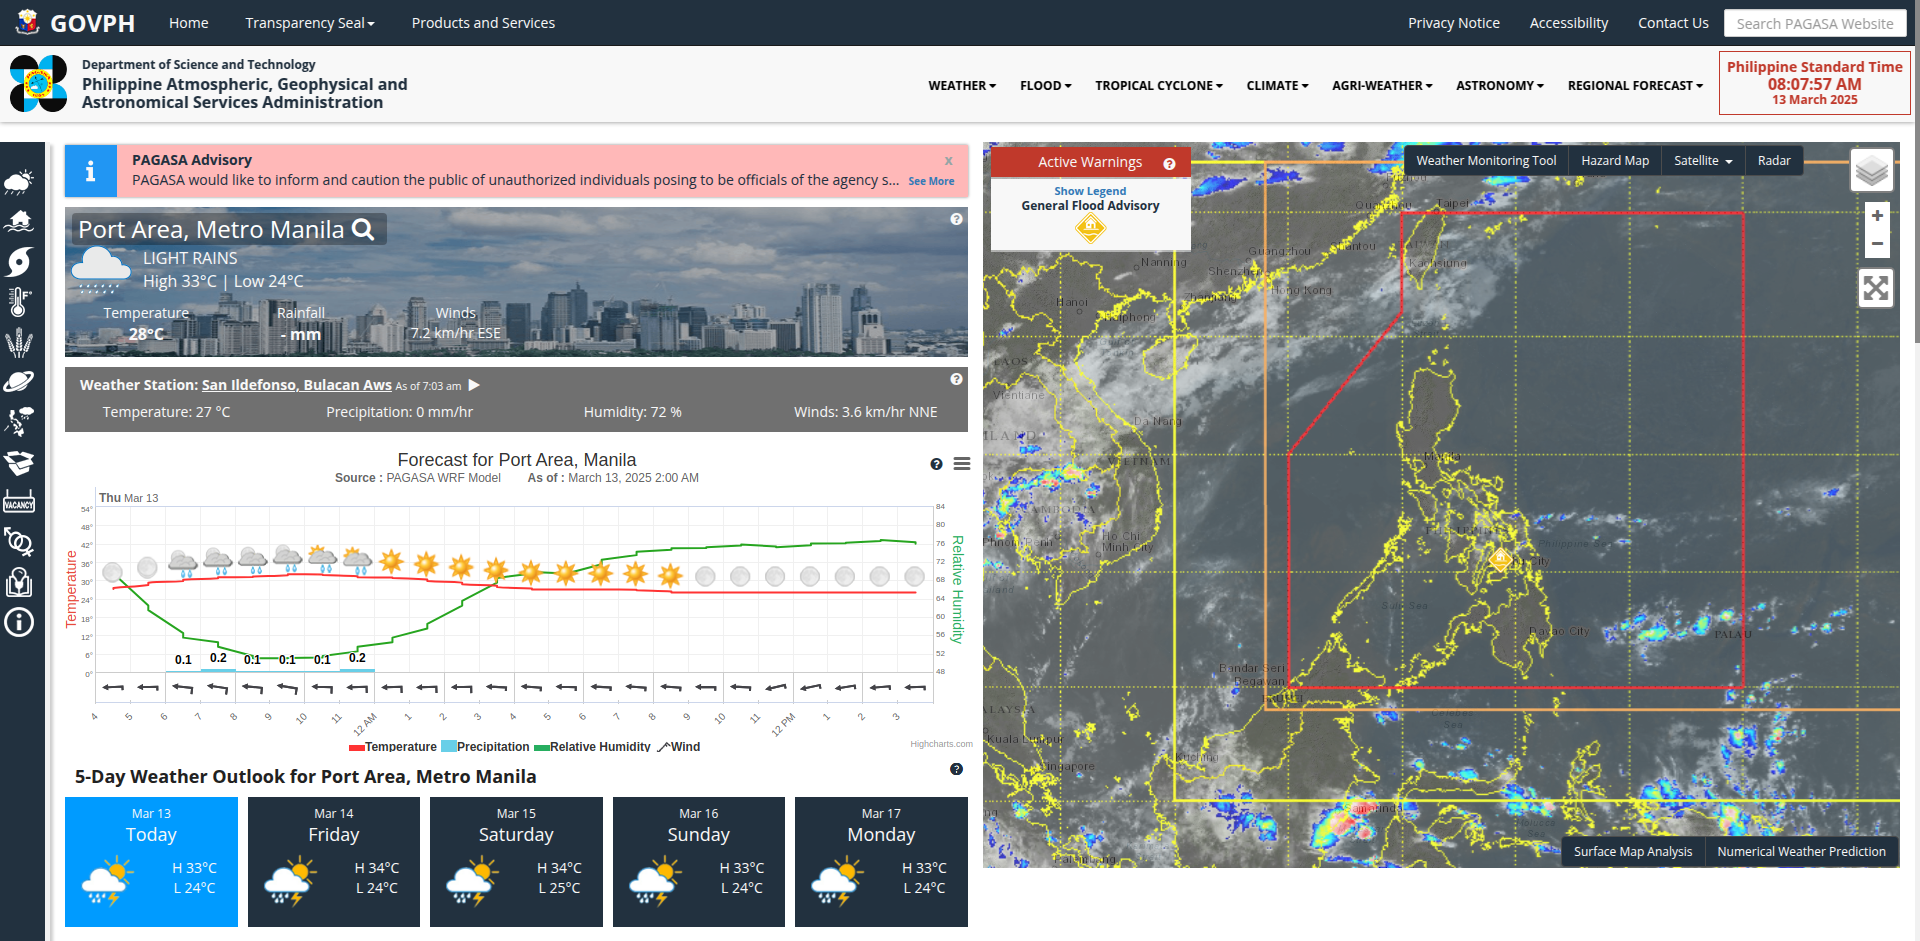 GOVPH
Home
Transparency Seal
Products and Services
Privacy Notice
Accessibility
Contact Us
Search PAGASA Website
Department of Science and Technology
Philippine Atmospheric, Geophysical and
Astronomical Services Administration
WEATHER
FLOOD
TROPICAL CYCLONE
CLIMATE
AGRI-WEATHER
ASTRONOMY
REGIONAL FORECAST
Philippine Standard Time
08:07:57 AM
13 March 2025
PAGASA Advisory
x
PAGASA would like to inform and caution the public of unauthorized individuals posing to be officials of the agency s... See More
Port Area, Metro Manila
LIGHT RAINS
High 33°C | Low 24°C
Temperature
28°C
Rainfall
- mm
Winds
7.2 km/hr ESE
Weather Station: San Ildefonso, Bulacan Aws As of 7:03 am
Temperature: 27 °C
Precipitation: 0 mm/hr
Humidity: 72 %
Winds: 3.6 km/hr NNE
Forecast for Port Area, Manila
Source : PAGASA WRF Model As of : March 13, 2025 2:00 AM
Thu Mar 13
Temperature
54°
48°
42°
36°
30°
24°
18°
12°
6°
0°
84
80
76
72
68
64
60
56
52
48
Relative Humidity
0.1 0.2 0.1 0.1 0.1 0.2
4 5 6 7 8 9 10 11 12 AM 1 2 3 4 5 6 7 8 9 10 11 12 PM 1 2 3
Temperature Precipitation Relative Humidity Wind
Highcharts.com
5-Day Weather Outlook for Port Area, Metro Manila
Mar 13
Today
H 33°C
L 24°C
Mar 14
Friday
H 34°C
L 24°C
Mar 15
Saturday
H 34°C
L 25°C
Mar 16
Sunday
H 33°C
L 24°C
Mar 17
Monday
H 33°C
L 24°C
VACANCY
Active Warnings
Show Legend
General Flood Advisory
Weather Monitoring Tool
Hazard Map
Satellite
Radar
+
−
Taipei
Guangzhou
Kaohsiung
Nanning
Shenzhen
Hong Kong
Hanoi
LAOS
Vientiane
Da Nang
VIETNAM
Manila
Ho Chi
Minh City
Philippine
Sulu Sea
Davao City
PALAU
Bandar Seri
Begawan
Celebes
Sea
Kuala Lumpur
Singapore
Kuching
Samarinda
Surface Map Analysis
Numerical Weather Prediction